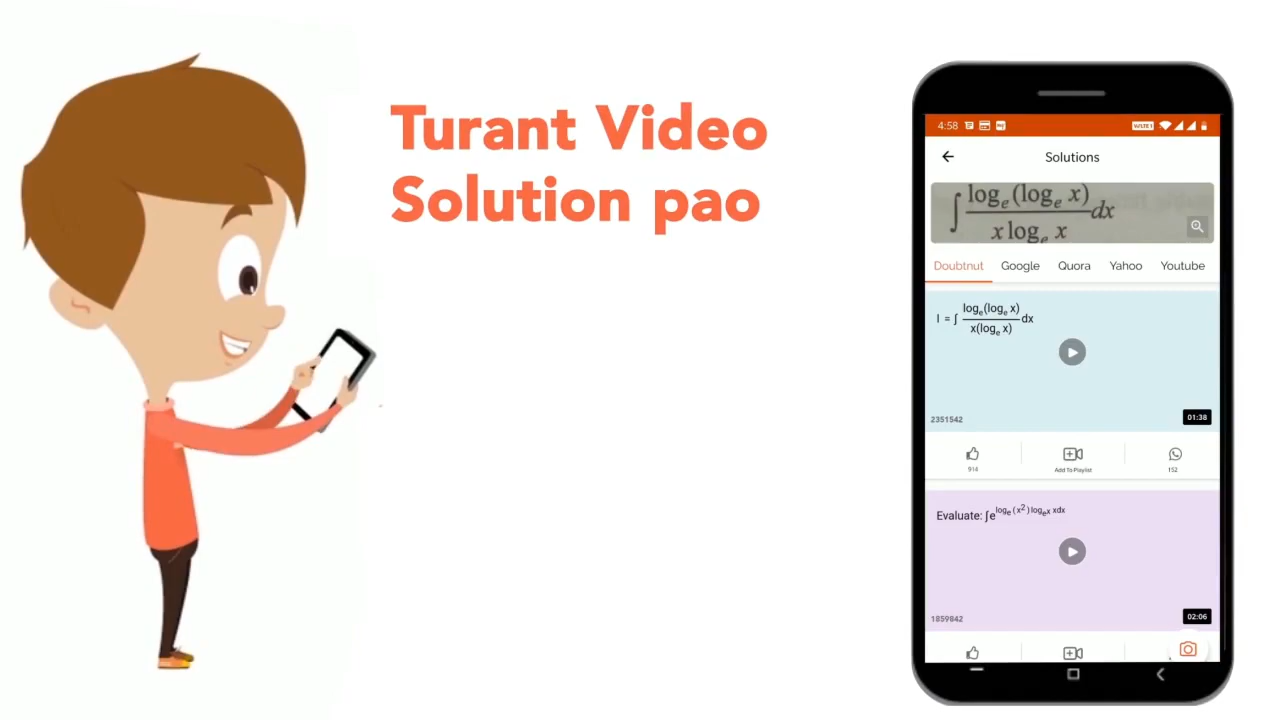 Turant Video
Solution pao
4:58
VoLTE1
Solutions
∫ logₑ(logₑ x) / x logₑ x dx
Doubtnut Google Quora Yahoo Youtube
I = ∫ logₑ(logₑ x) / x(logₑ x) dx
2351542 01:38
914 Add To Playlist 152
Evaluate: ∫e^logₑ(x²)logₑx xdx
1859842 02:06